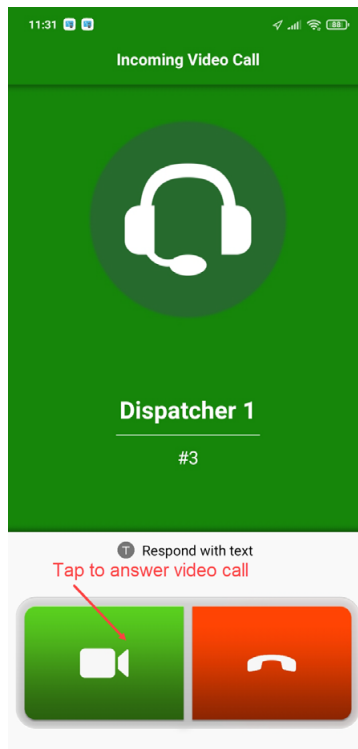 11:31
88
Incoming Video Call
Dispatcher 1
#3
T Respond with text
Tap to answer video call